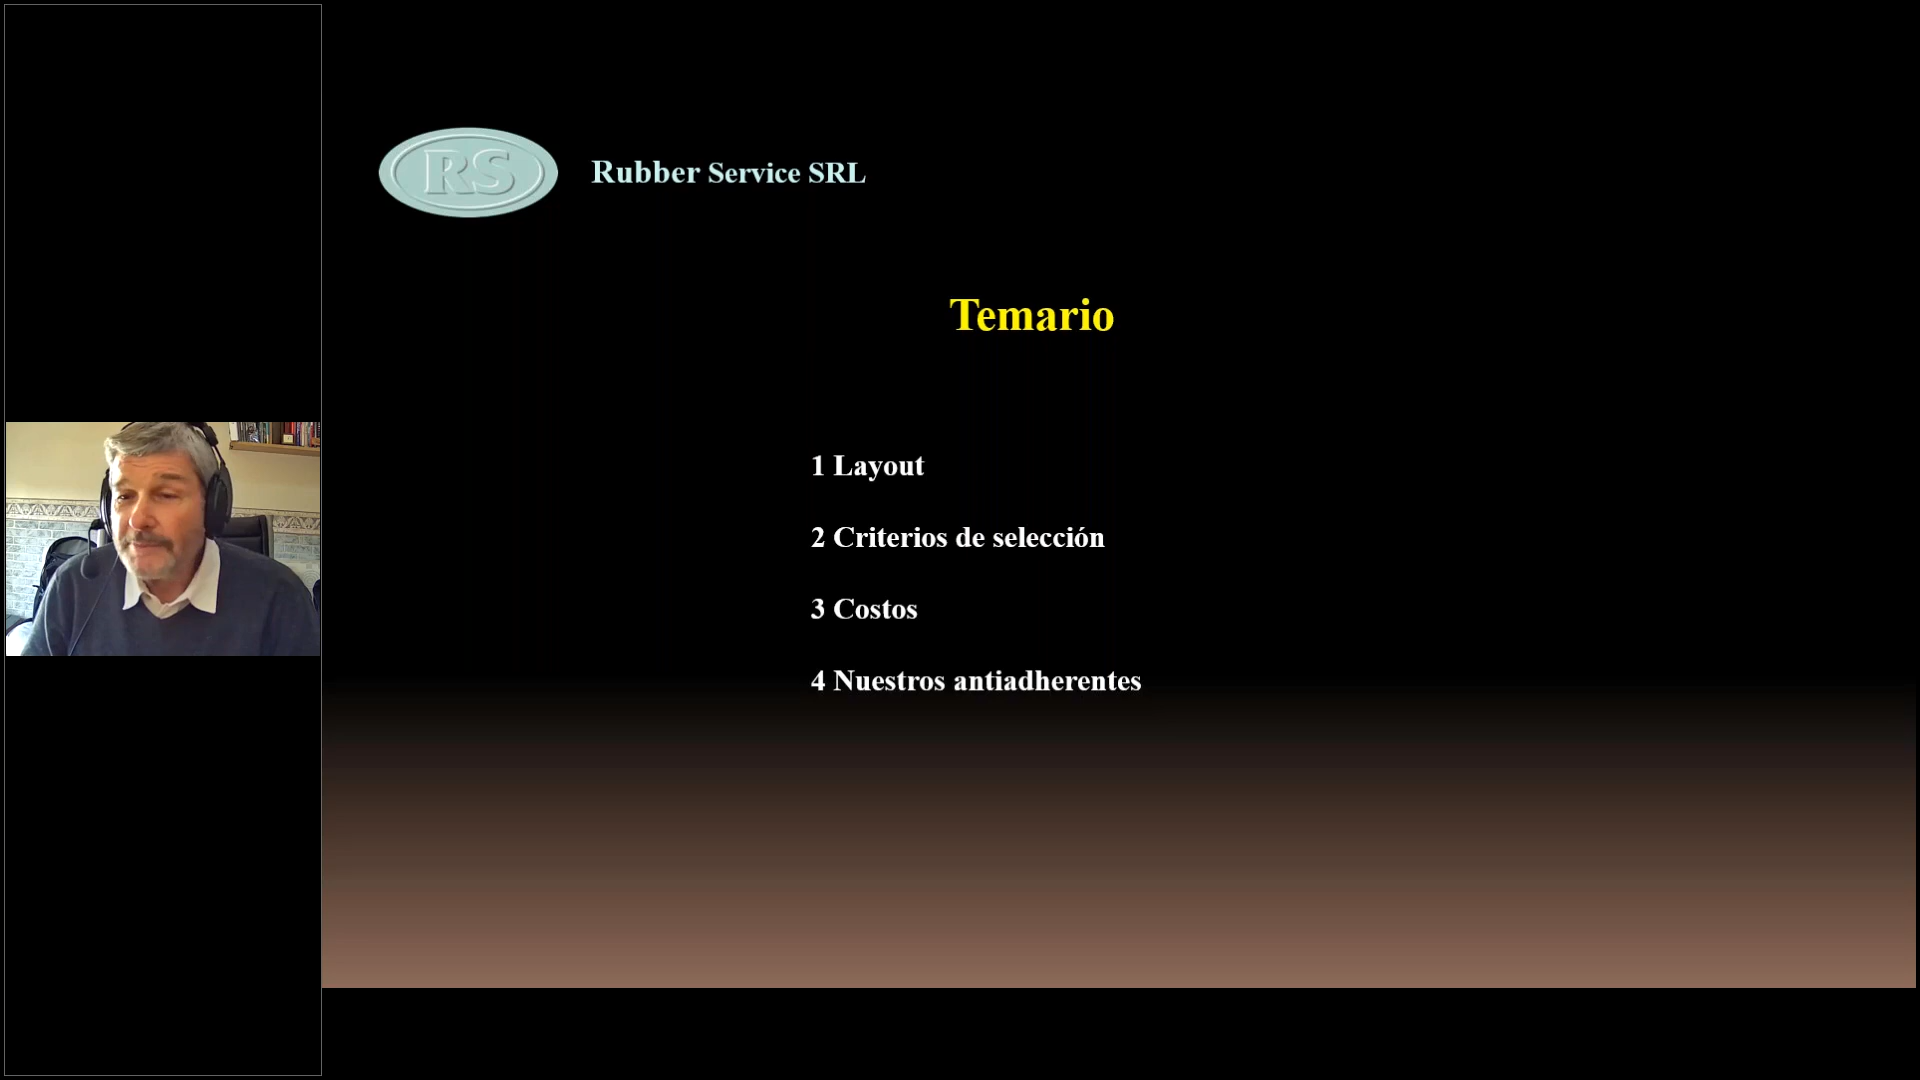 RS
Rubber Service SRL
Temario
1 Layout
2 Criterios de selección
3 Costos
4 Nuestros antiadherentes